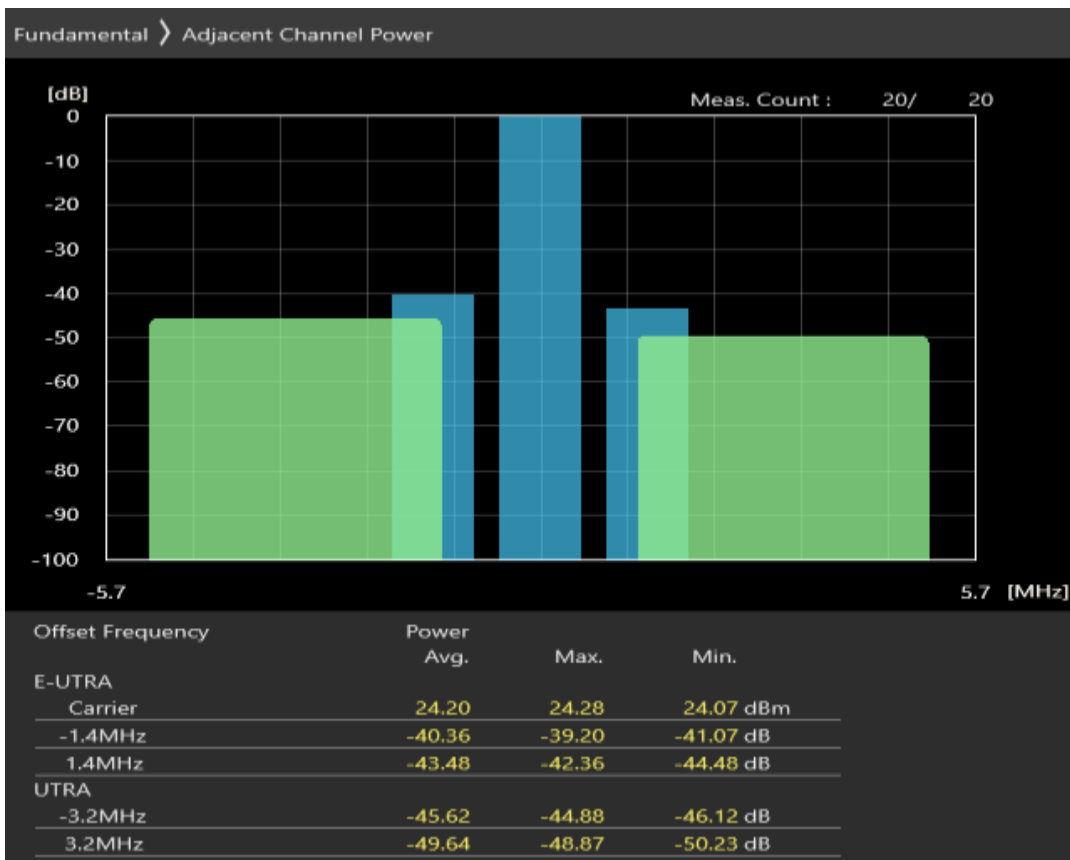 Fundamental 〉 Adjacent Channel Power
[dB]
Meas. Count : 20/ 20
0
-10
-20
-30
-40
-50
-60
-70
-80
-90
-100
-5.7 5.7 [MHz]
Offset Frequency Power
Avg. Max. Min.
E-UTRA
Carrier 24.20 24.28 24.07 dBm
-1.4MHz -40.36 -39.20 -41.07 dB
1.4MHz -43.48 -42.36 -44.48 dB
UTRA
-3.2MHz -45.62 -44.88 -46.12 dB
3.2MHz -49.64 -48.87 -50.23 dB